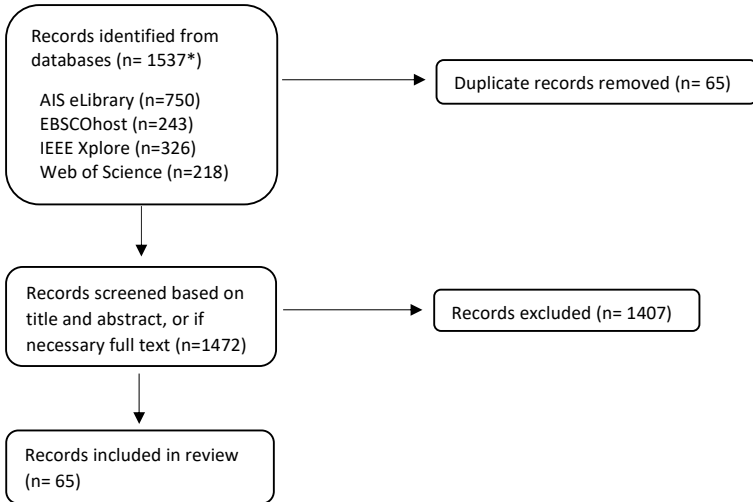 Records identified from
databases (n= 1537*)
AIS eLibrary (n=750)
EBSCOhost (n=243)
IEEE Xplore (n=326)
Web of Science (n=218)
Duplicate records removed (n= 65)
Records screened based on
title and abstract, or if
necessary full text (n=1472)
Records excluded (n= 1407)
Records included in review
(n= 65)